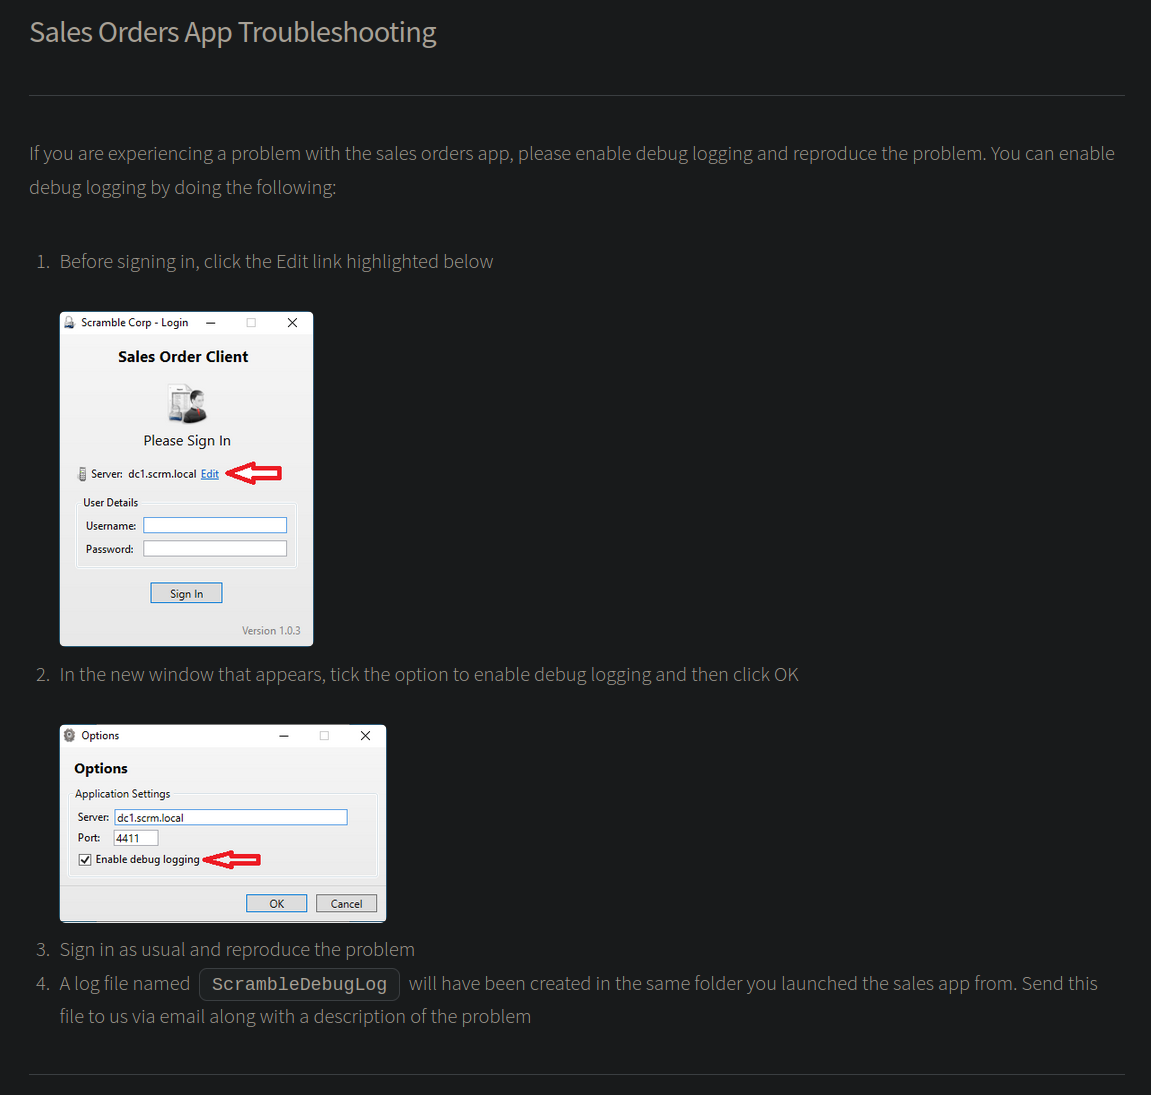 Sales Orders App Troubleshooting
If you are experiencing a problem with the sales orders app, please enable debug logging and reproduce the problem. You can enable
debug logging by doing the following:
1. Before signing in, click the Edit link highlighted below
Scramble Corp - Login
Sales Order Client
Please Sign In
Server: dc1.scrm.local Edit
User Details
Username:
Password:
Sign In
Version 1.0.3
2. In the new window that appears, tick the option to enable debug logging and then click OK
Options
Options
Application Settings
Server: dc1.scrm.local
Port: 4411
Enable debug logging
OK Cancel
3. Sign in as usual and reproduce the problem
4. A log file named ScrambleDebugLog will have been created in the same folder you launched the sales app from. Send this
file to us via email along with a description of the problem